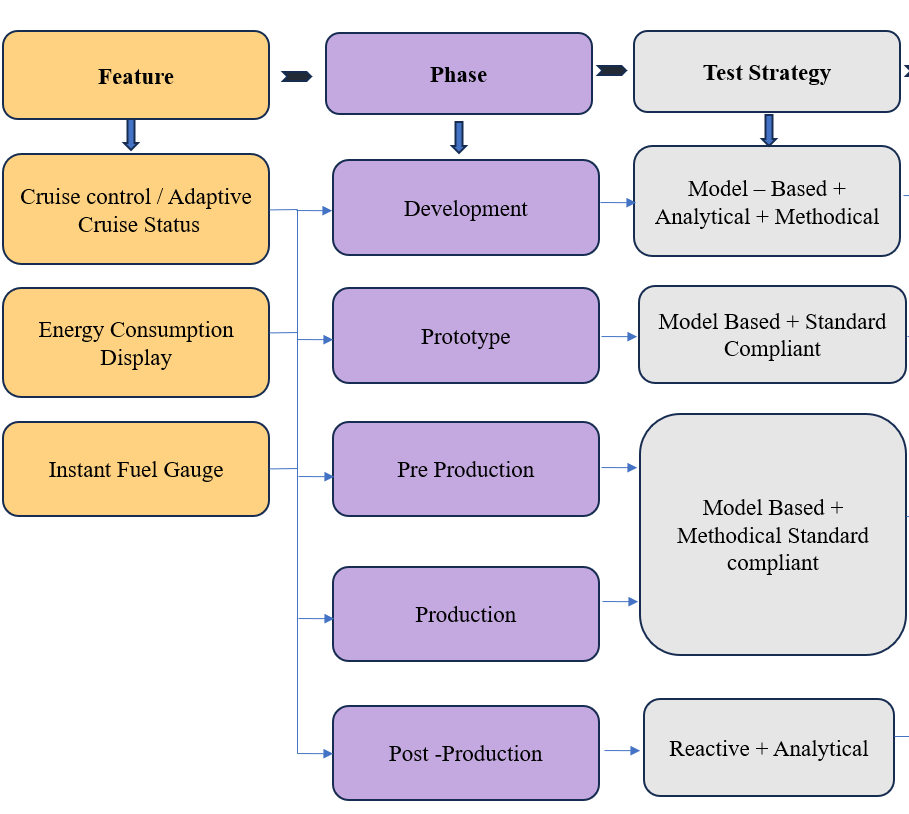 Feature
Phase
Test Strategy
Cruise control / Adaptive
Cruise Status
Development
Model – Based +
Analytical + Methodical
Energy Consumption
Display
Prototype
Model Based + Standard
Compliant
Instant Fuel Gauge
Pre Production
Model Based +
Methodical Standard
compliant
Production
Post -Production
Reactive + Analytical